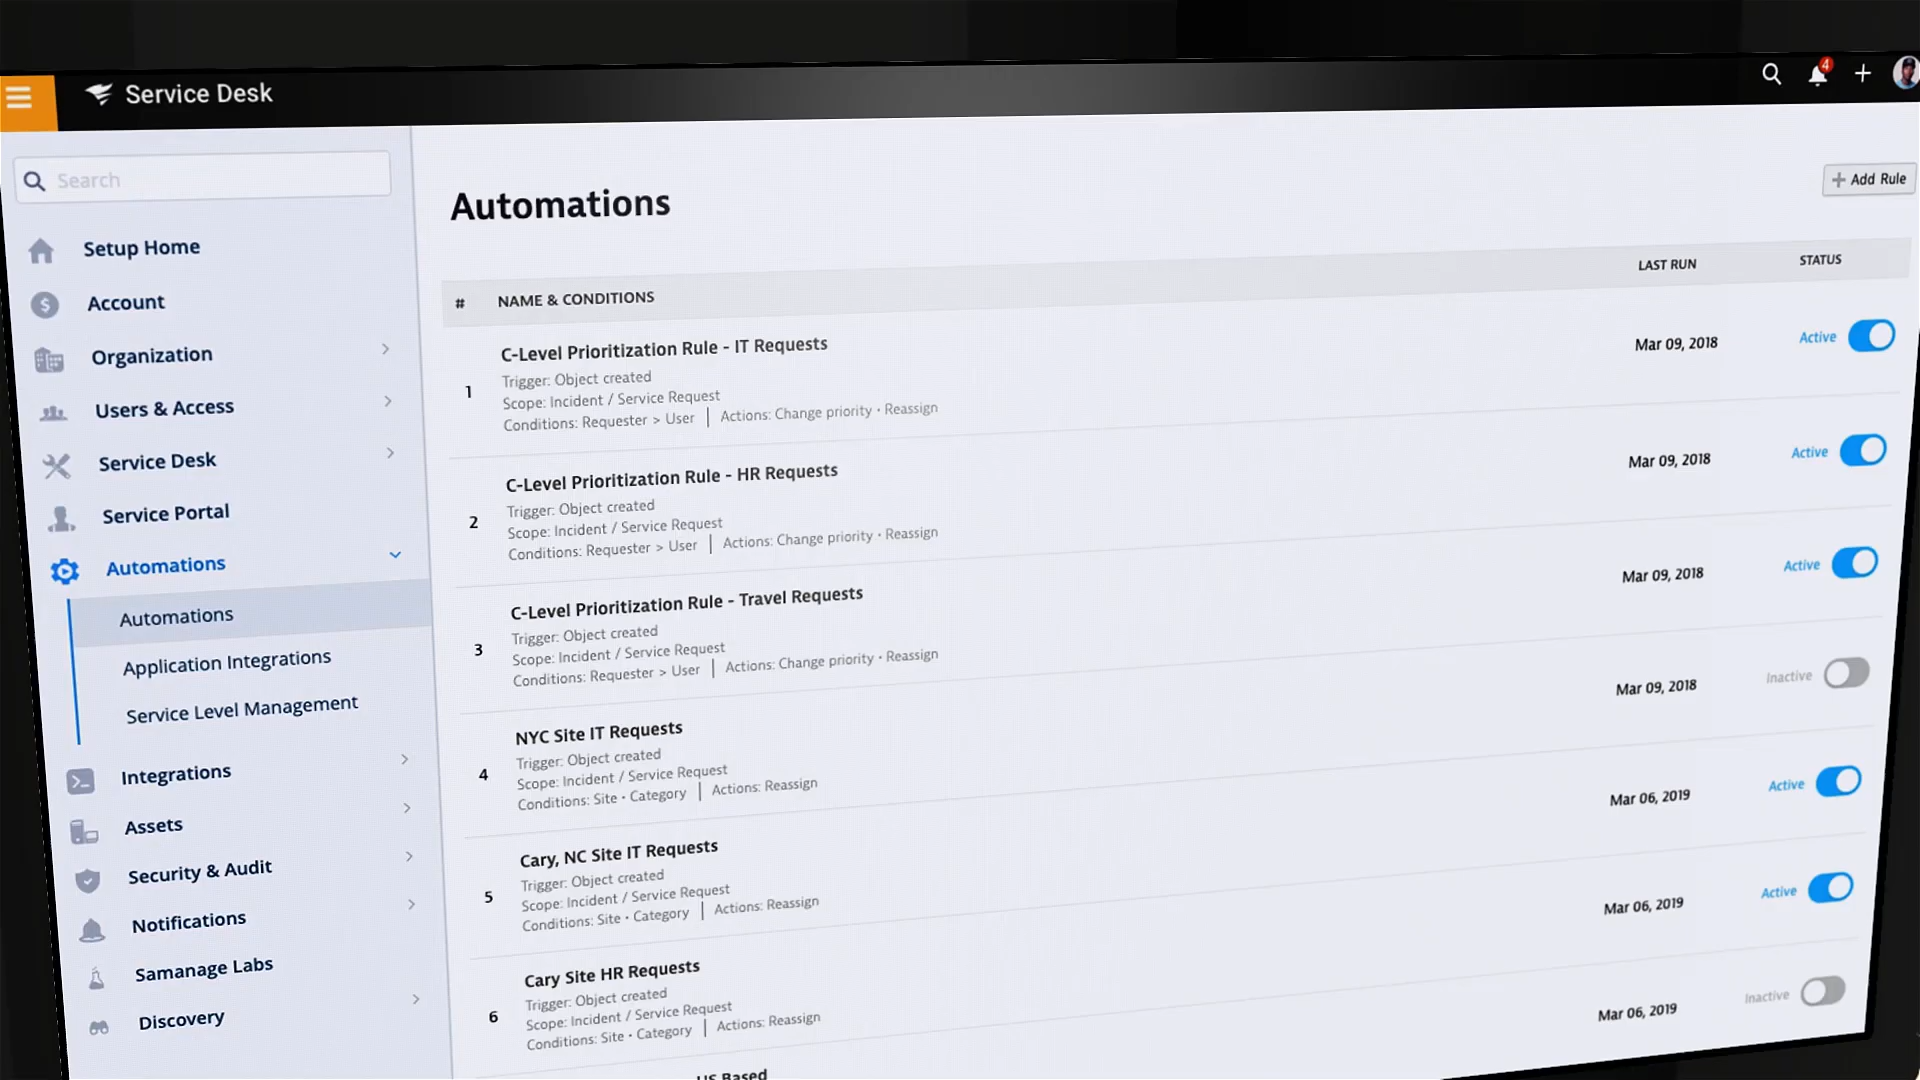 Service Desk
4
Search
Setup Home
Account
Organization
Users & Access
Service Desk
Service Portal
Automations
Automations
Application Integrations
Service Level Management
Integrations
Assets
Security & Audit
Notifications
Samanage Labs
Discovery
Automations
Add Rule
# NAME & CONDITIONS LAST RUN STATUS
C-Level Prioritization Rule - IT Requests
Trigger: Object created
Scope: Incident / Service Request
Conditions: Requester > User | Actions: Change priority • Reassign
1
Mar 09, 2018
Active
C-Level Prioritization Rule - HR Requests
Trigger: Object created
Scope: Incident / Service Request
Conditions: Requester > User | Actions: Change priority • Reassign
2
Mar 09, 2018
Active
C-Level Prioritization Rule - Travel Requests
Trigger: Object created
Scope: Incident / Service Request
Conditions: Requester > User | Actions: Change priority • Reassign
3
Mar 09, 2018
Active
NYC Site IT Requests
Trigger: Object created
Scope: Incident / Service Request
Conditions: Site • Category | Actions: Reassign
4
Mar 09, 2018
Inactive
Cary, NC Site IT Requests
Trigger: Object created
Scope: Incident / Service Request
Conditions: Site • Category | Actions: Reassign
5
Mar 06, 2019
Active
Cary Site HR Requests
Trigger: Object created
Scope: Incident / Service Request
Conditions: Site • Category | Actions: Reassign
6
Mar 06, 2019
Active
Mar 06, 2019
Inactive
US Based